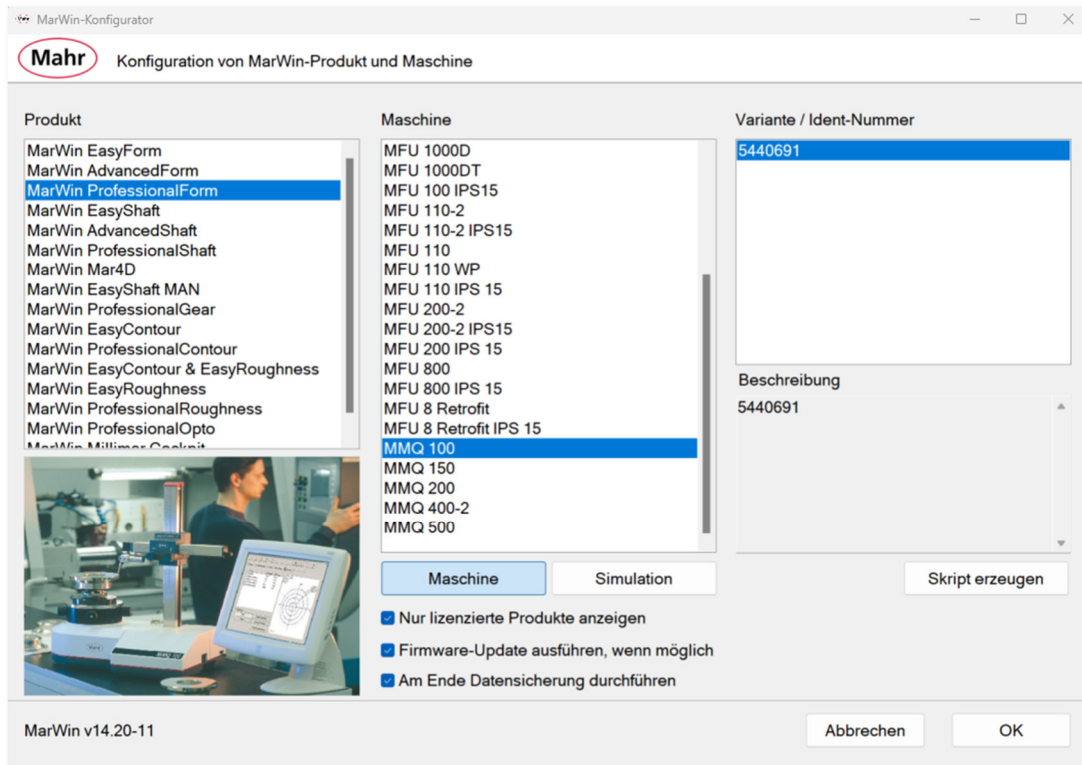 MarWin-Konfigurator
Mahr
Konfiguration von MarWin-Produkt und Maschine
Produkt
MarWin EasyForm
MarWin AdvancedForm
MarWin ProfessionalForm
MarWin EasyShaft
MarWin AdvancedShaft
MarWin ProfessionalShaft
MarWin Mar4D
MarWin EasyShaft MAN
MarWin ProfessionalGear
MarWin EasyContour
MarWin ProfessionalContour
MarWin EasyContour & EasyRoughness
MarWin EasyRoughness
MarWin ProfessionalRoughness
MarWin ProfessionalOpto
MarWin Millimar Cockpit
Maschine
MFU 1000D
MFU 1000DT
MFU 100 IPS15
MFU 110-2
MFU 110-2 IPS15
MFU 110
MFU 110 WP
MFU 110 IPS 15
MFU 200-2
MFU 200-2 IPS15
MFU 200 IPS 15
MFU 800
MFU 800 IPS 15
MFU 8 Retrofit
MFU 8 Retrofit IPS 15
MMQ 100
MMQ 150
MMQ 200
MMQ 400-2
MMQ 500
Maschine
Simulation
Nur lizenzierte Produkte anzeigen
Firmware-Update ausführen, wenn möglich
Am Ende Datensicherung durchführen
Variante / Ident-Nummer
5440691
Beschreibung
5440691
Skript erzeugen
MarWin v14.20-11
Abbrechen
OK